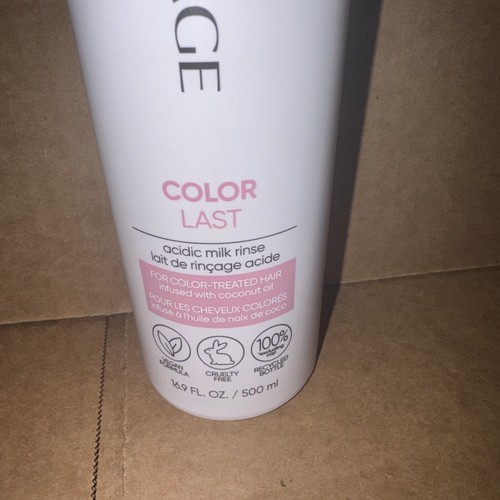 AGE
COLOR
LAST
acidic milk rinse
lait de rinçage acide
FOR COLOR-TREATED HAIR
infused with coconut oil
POUR LES CHEVEUX COLORÉS
infusé à l'huile de noix de coco
VEGAN
FORMULA
CRUELTY
FREE
100%
RECYCLED
BOTTLE
16.9 FL. OZ. / 500 ml